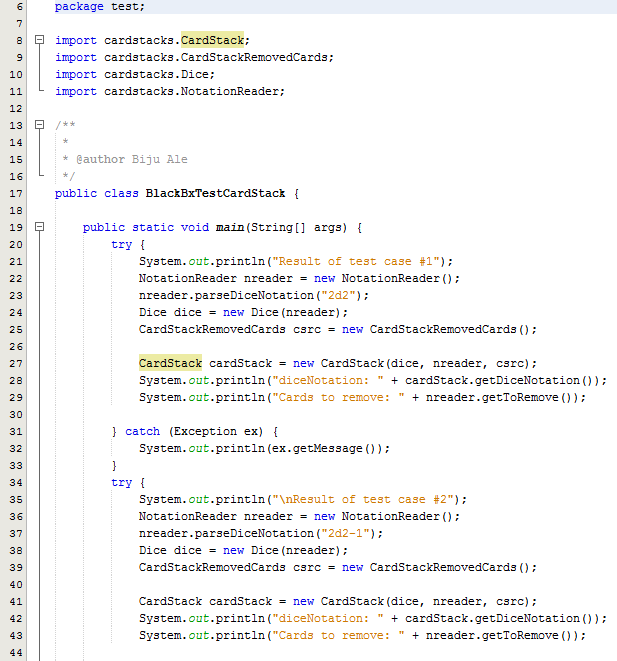 6 package test;
7
8 import cardstacks.CardStack;
9 import cardstacks.CardStackRemovedCards;
10 import cardstacks.Dice;
11 import cardstacks.NotationReader;
12
13 /**
14 *
15 * @author Biju Ale
16 */
17 public class BlackBxTestCardStack {
18
19 public static void main(String[] args) {
20 try {
21 System.out.println("Result of test case #1");
22 NotationReader nreader = new NotationReader();
23 nreader.parseDiceNotation("2d2");
24 Dice dice = new Dice(nreader);
25 CardStackRemovedCards csrc = new CardStackRemovedCards();
26
27 CardStack cardStack = new CardStack(dice, nreader, csrc);
28 System.out.println("diceNotation: " + cardStack.getDiceNotation());
29 System.out.println("Cards to remove: " + nreader.getToRemove());
30
31 } catch (Exception ex) {
32 System.out.println(ex.getMessage());
33 }
34 try {
35 System.out.println("\nResult of test case #2");
36 NotationReader nreader = new NotationReader();
37 nreader.parseDiceNotation("2d2-1");
38 Dice dice = new Dice(nreader);
39 CardStackRemovedCards csrc = new CardStackRemovedCards();
40
41 CardStack cardStack = new CardStack(dice, nreader, csrc);
42 System.out.println("diceNotation: " + cardStack.getDiceNotation());
43 System.out.println("Cards to remove: " + nreader.getToRemove());
44